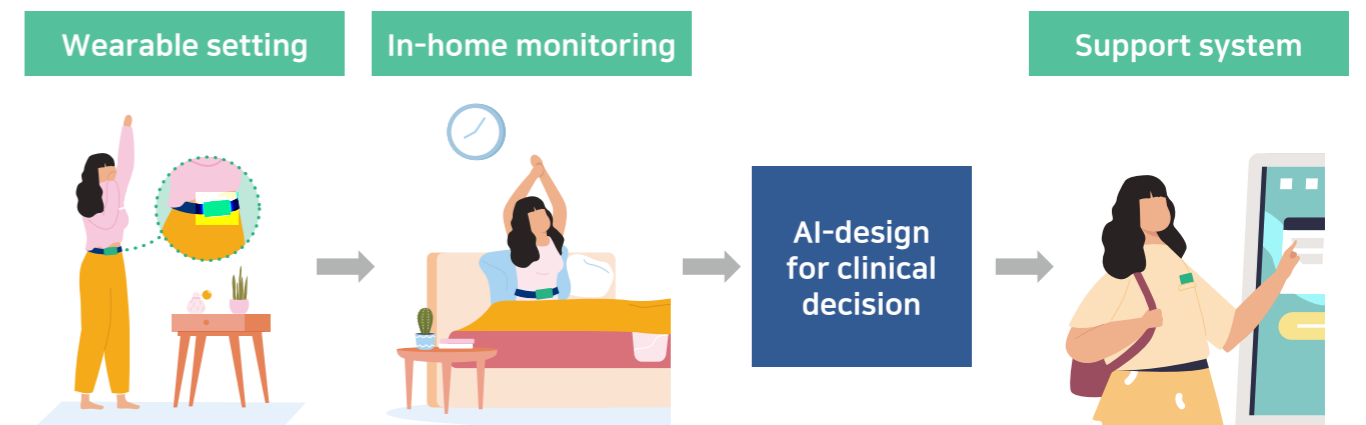 Wearable setting
In-home monitoring
Support system
AI-design
for clinical
decision